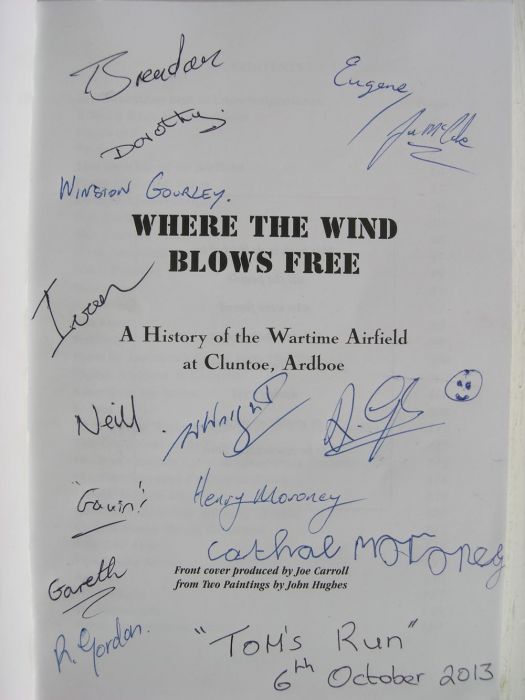 Brendan
Eugene
Dorothy
WINSTON GOURLEY.
WHERE THE WIND
BLOWS FREE
A History of the Wartime Airfield
at Cluntoe, Ardboe
Neill
WWright
"Gavin"
Henry Moroney
Cathal moroney
Front cover produced by Joe Carroll
from Two Paintings by John Hughes
Gareth
R. Gordon.
"TOM'S RUN"
6th October 2013